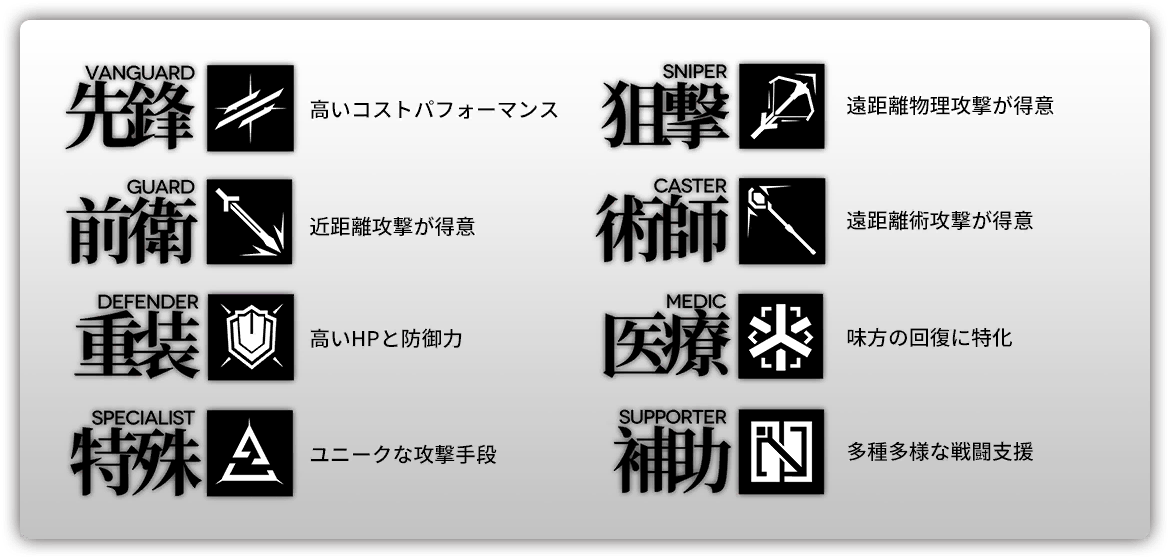 VANGUARD
先鋒
高いコストパフォーマンス
SNIPER
狙撃
遠距離物理攻撃が得意
GUARD
前衛
近距離攻撃が得意
CASTER
術師
遠距離術攻撃が得意
DEFENDER
重装
高いHPと防御力
MEDIC
医療
味方の回復に特化
SPECIALIST
特殊
ユニークな攻撃手段
SUPPORTER
補助
多種多様な戦闘支援